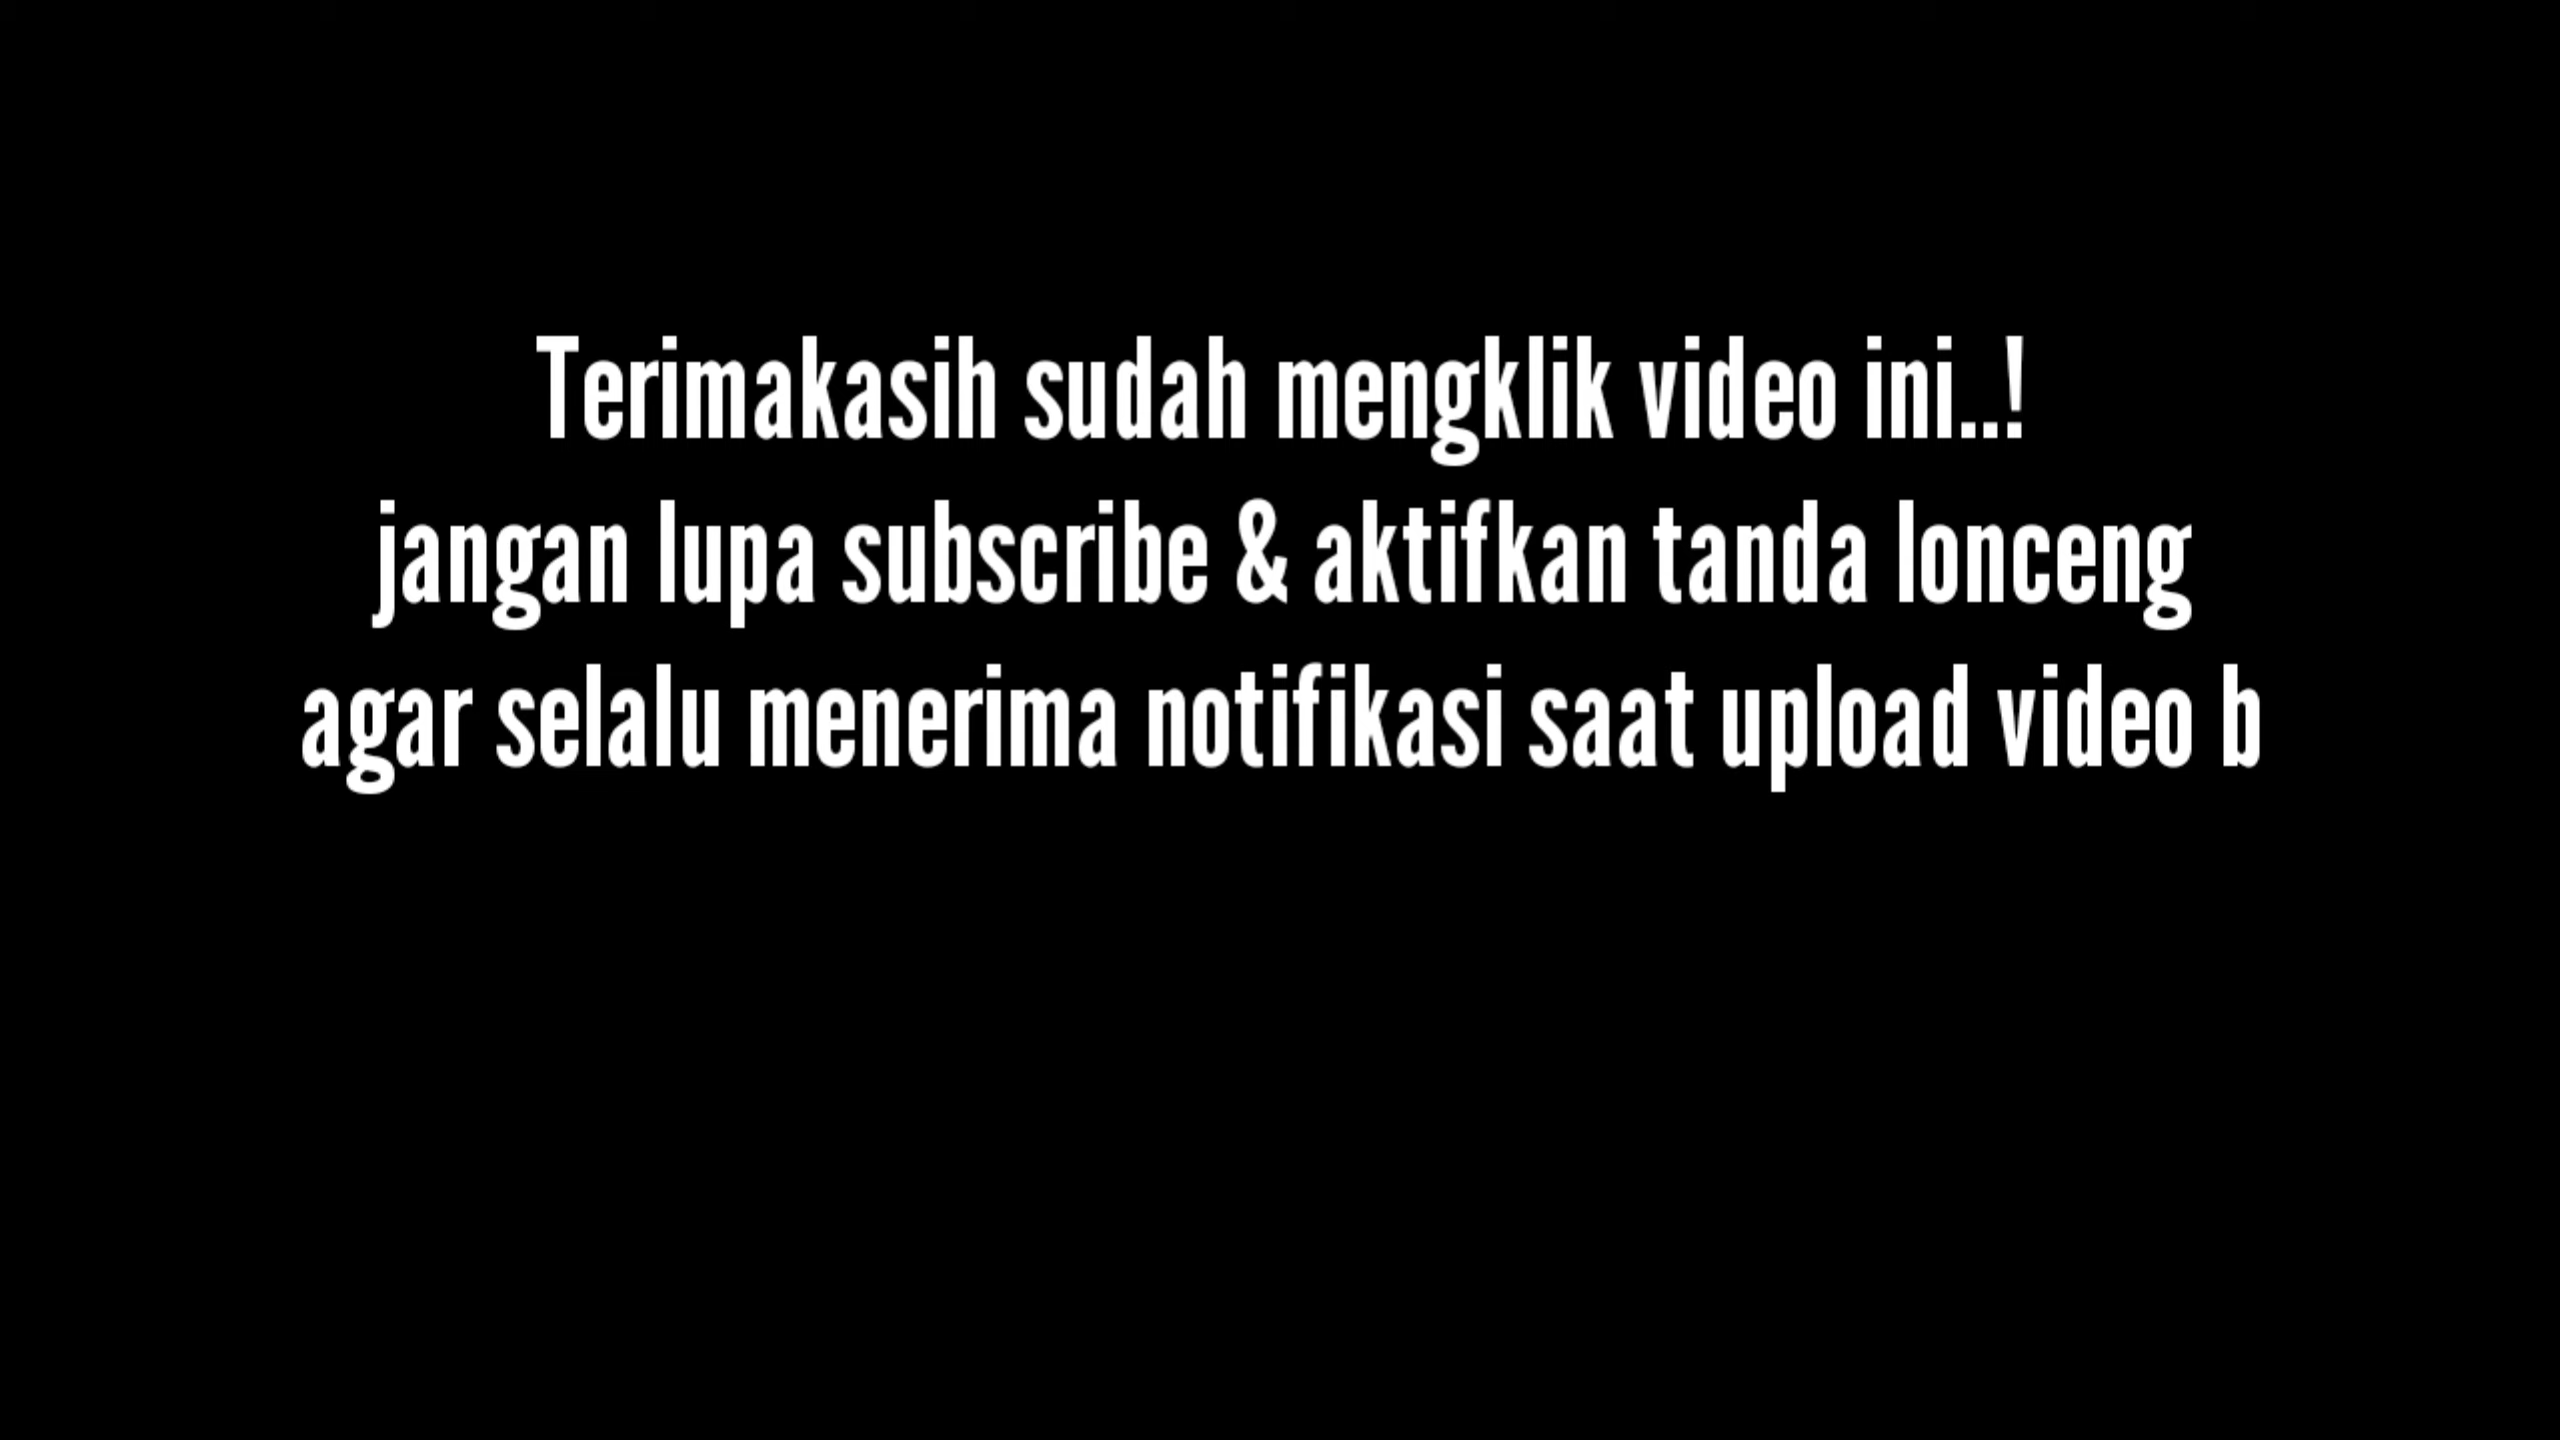 Terimakasih sudah mengklik video ini...!
jangan lupa subscribe & aktifkan tanda lonceng
agar selalu menerima notifikasi saat upload video b